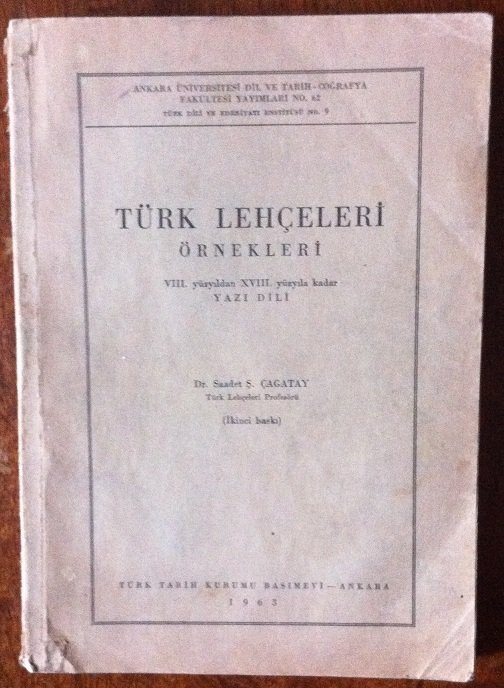 ANKARA ÜNİVERSİTESİ DİL VE TARİH-COĞRAFYA
FAKÜLTESİ YAYIMLARI NO. 62
TÜRK DİLİ VE EDEBİYATI ENSTİTÜSÜ NO. 9
TÜRK LEHÇELERİ
ÖRNEKLERİ
VIII. yüzyıldan XVIII. yüzyıla kadar
YAZI DİLİ
Dr. Saadet Ş. ÇAGATAY
Türk Lehçeleri Profesörü
(İkinci baskı)
TÜRK TARİH KURUMU BASIMEVİ — ANKARA
1963